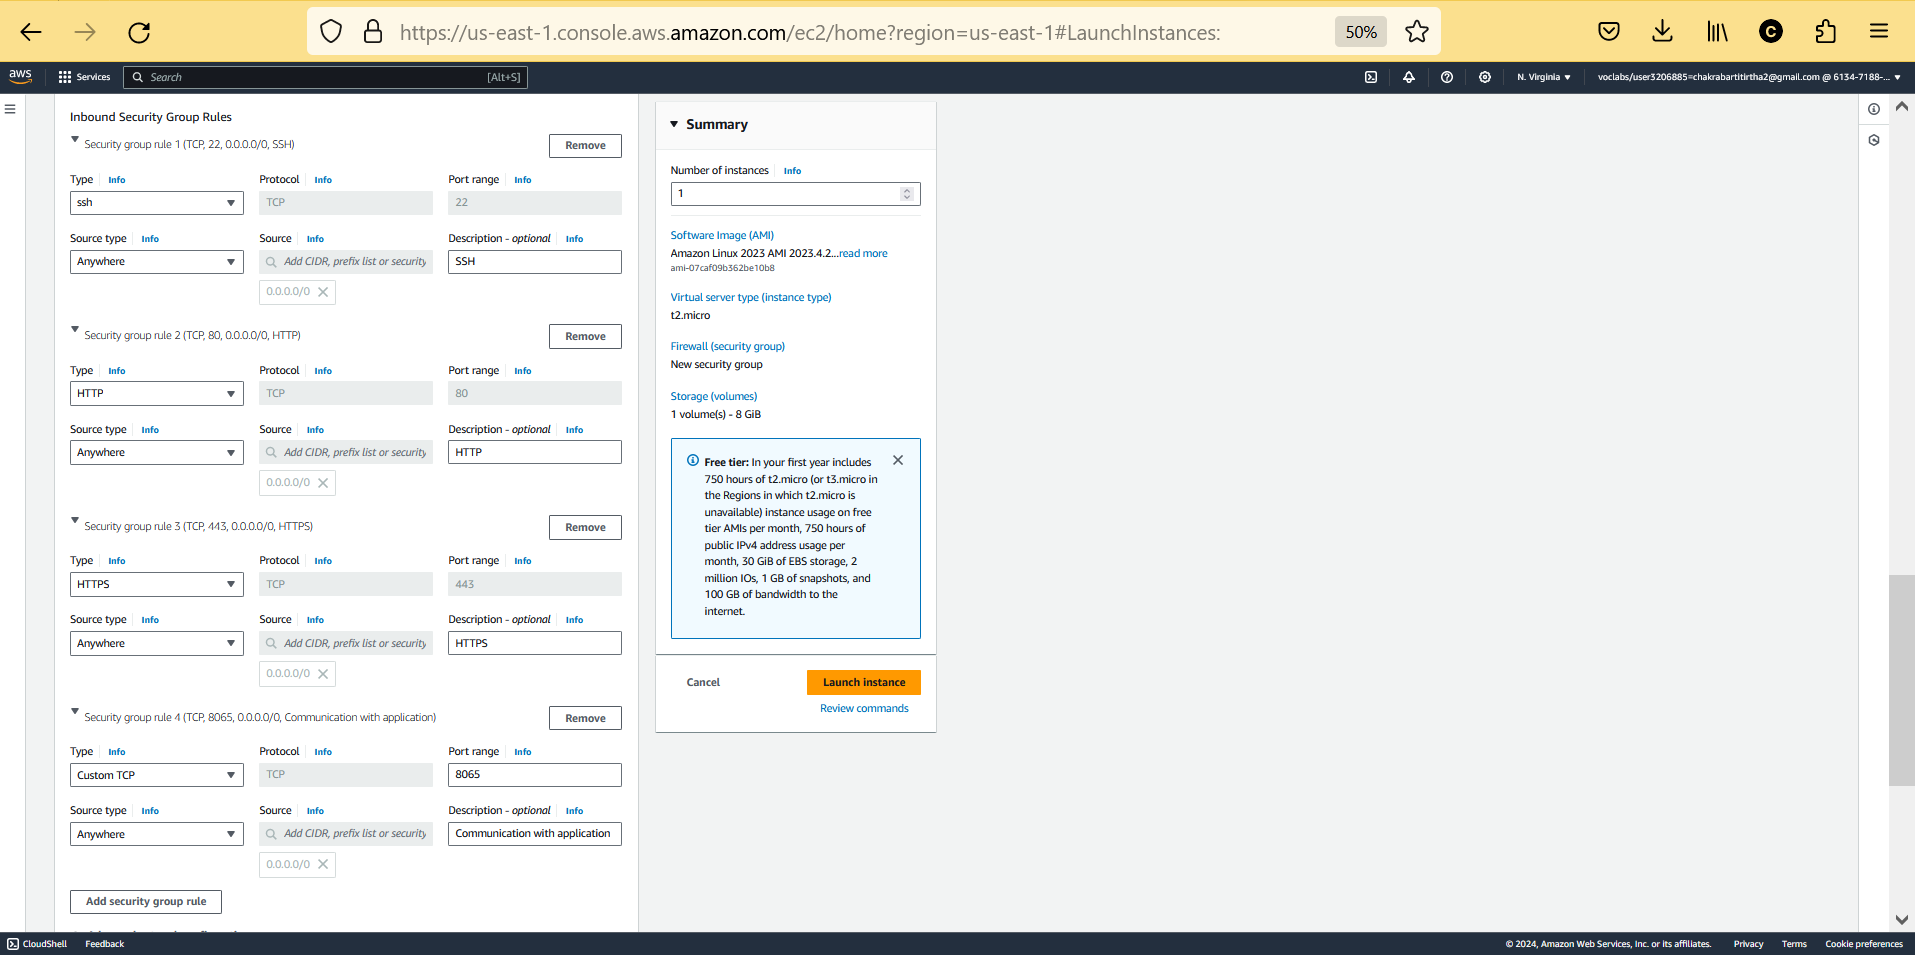 https://us-east-1.console.aws.amazon.com/ec2/home?region=us-east-1#LaunchInstances:
50%
C
aws
Services
Search
[Alt+S]
N. Virginia
voclabs/user3206885=chakrabartitirtha2@gmail.com @ 6134-7188-...
Inbound Security Group Rules
Security group rule 1 (TCP, 22, 0.0.0.0/0, SSH)
Remove
Type Info Protocol Info Port range Info
ssh TCP 22
Source type Info Source Info Description - optional Info
Anywhere Add CIDR, prefix list or security SSH
0.0.0.0/0
Security group rule 2 (TCP, 80, 0.0.0.0/0, HTTP)
Remove
Type Info Protocol Info Port range Info
HTTP TCP 80
Source type Info Source Info Description - optional Info
Anywhere Add CIDR, prefix list or security HTTP
0.0.0.0/0
Security group rule 3 (TCP, 443, 0.0.0.0/0, HTTPS)
Remove
Type Info Protocol Info Port range Info
HTTPS TCP 443
Source type Info Source Info Description - optional Info
Anywhere Add CIDR, prefix list or security HTTPS
0.0.0.0/0
Security group rule 4 (TCP, 8065, 0.0.0.0/0, Communication with application)
Remove
Type Info Protocol Info Port range Info
Custom TCP TCP 8065
Source type Info Source Info Description - optional Info
Anywhere Add CIDR, prefix list or security Communication with application
0.0.0.0/0
Add security group rule
Summary
Number of instances Info
1
Software Image (AMI)
Amazon Linux 2023 AMI 2023.4.2...read more
ami-07caf09b362be10b8
Virtual server type (instance type)
t2.micro
Firewall (security group)
New security group
Storage (volumes)
1 volume(s) - 8 GiB
Free tier: In your first year includes
750 hours of t2.micro (or t3.micro in
the Regions in which t2.micro is
unavailable) instance usage on free
tier AMIs per month, 750 hours of
public IPv4 address usage per
month, 30 GiB of EBS storage, 2
million IOs, 1 GB of snapshots, and
100 GB of bandwidth to the
internet.
Cancel
Launch instance
Review commands
CloudShell
Feedback
© 2024, Amazon Web Services, Inc. or its affiliates.
Privacy
Terms
Cookie preferences